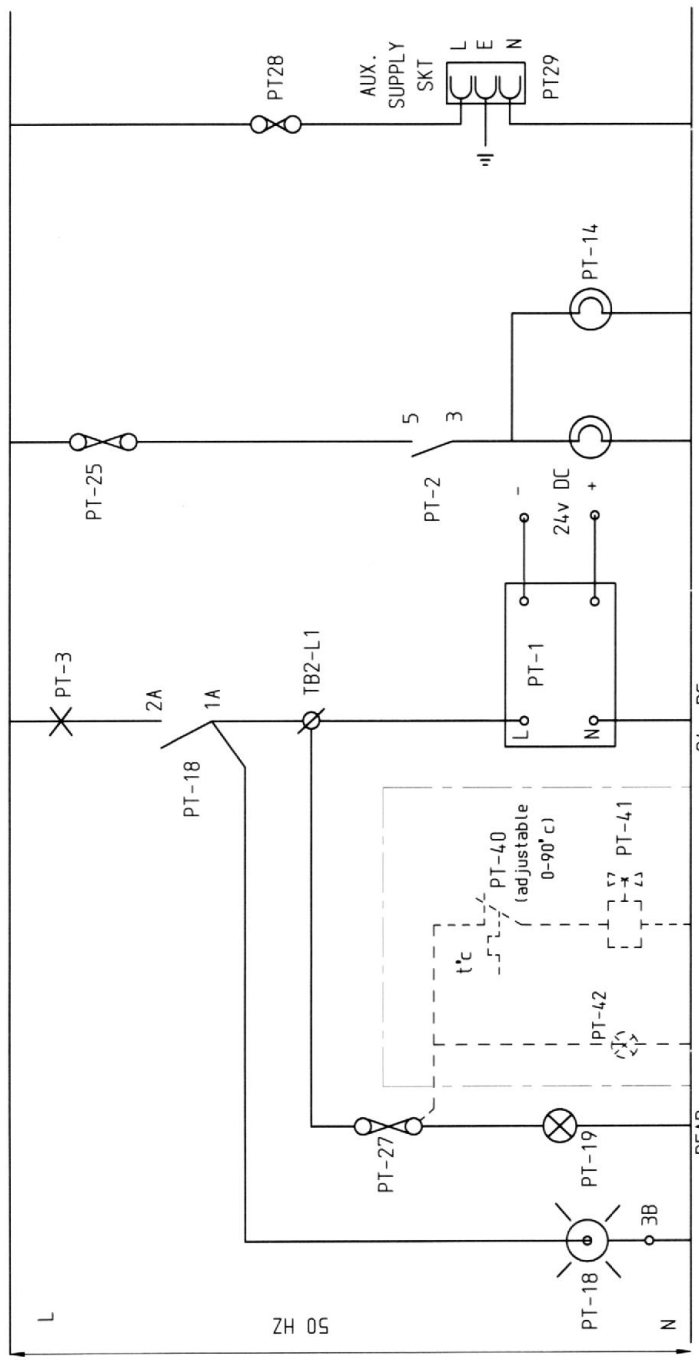 L
50 HZ
N
PT-18
3B
PT-27
PT-19
PT-42
t°c
PT-40
(adjustable
0-90°c)
PT-41
PT-3
2A
1A
PT-18
TB2-L1
L
PT-1
N
-
24v DC
+
PT-25
5
PT-2
3
PT-14
PT28
AUX.
SUPPLY
SKT
L
E
N
PT29